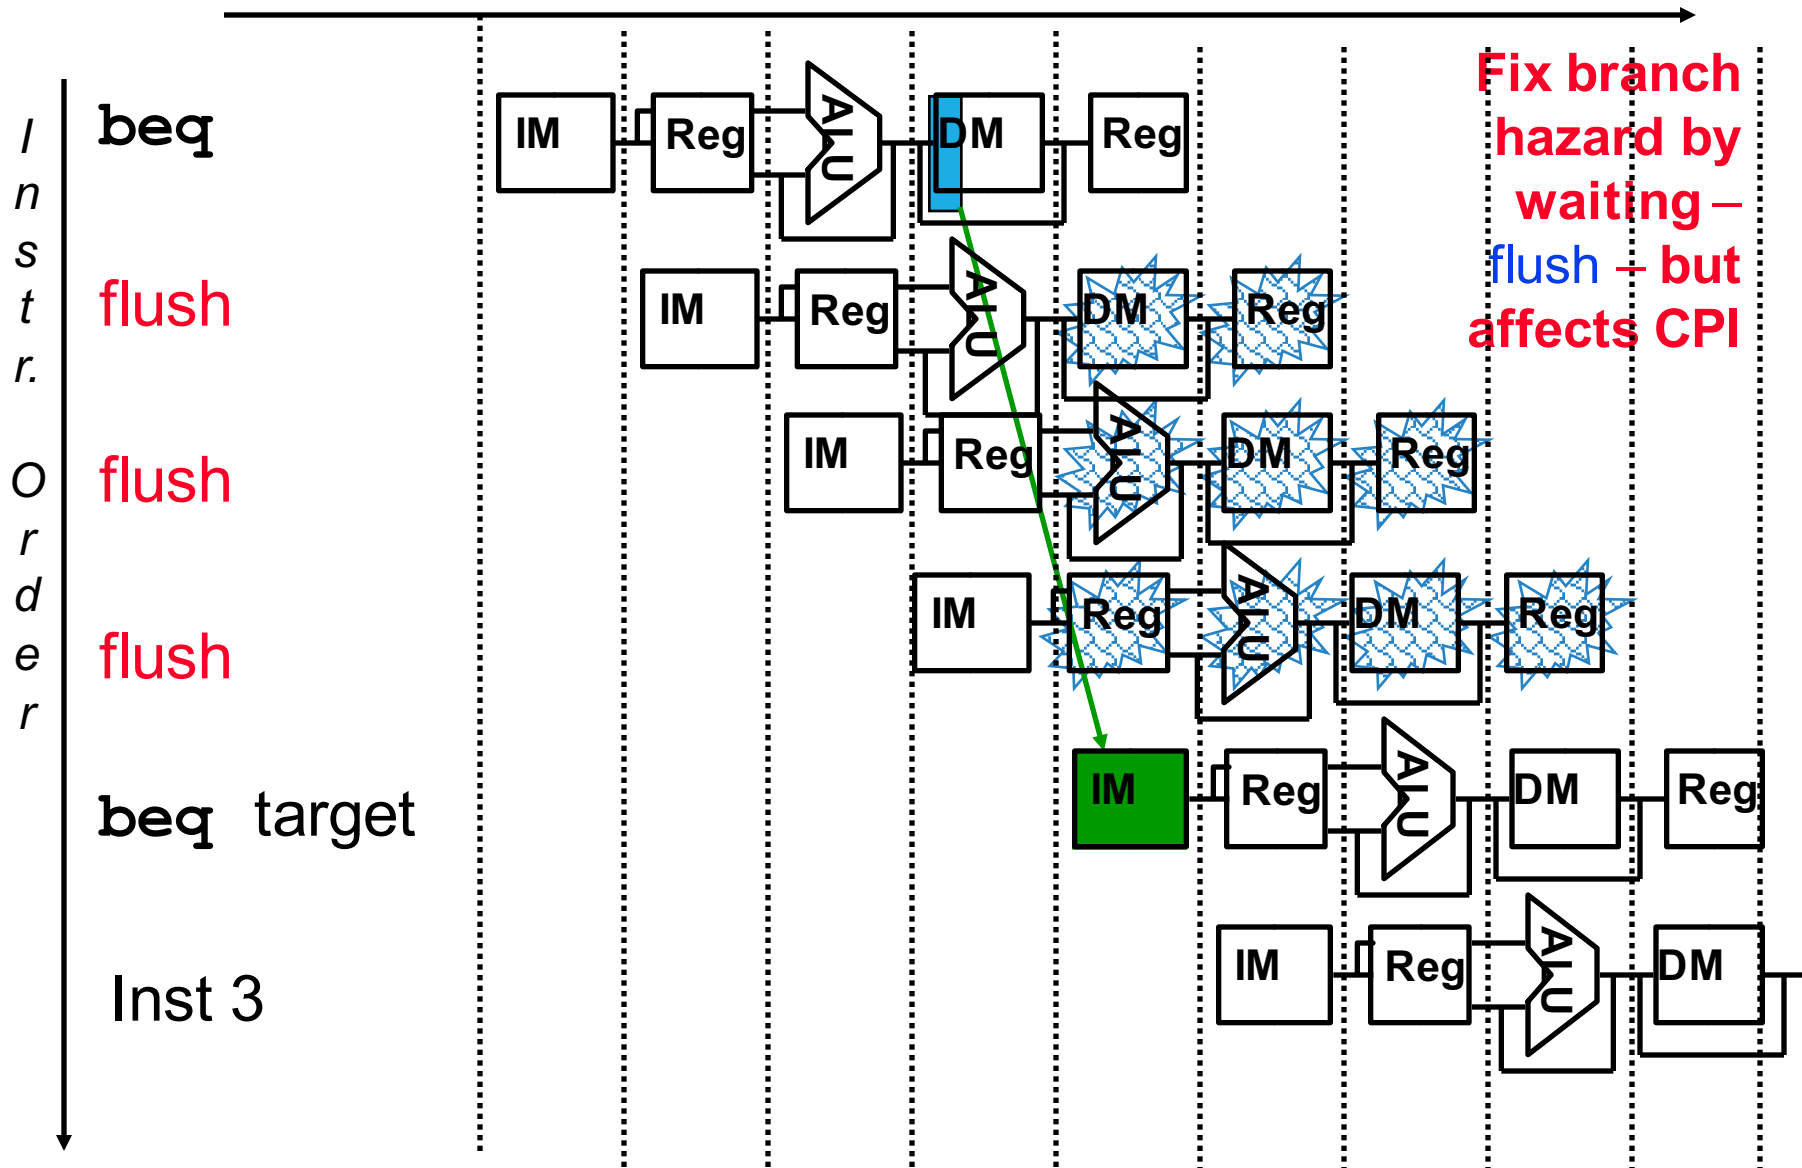 Fix branch
hazard by
waiting –
flush – but
affects CPI
Instr. Order
beq IM Reg ALU DM Reg
flush IM Reg ALU DM Reg
flush IM Reg ALU DM Reg
flush IM Reg ALU DM Reg
beq target IM Reg ALU DM Reg
Inst 3 IM Reg ALU DM